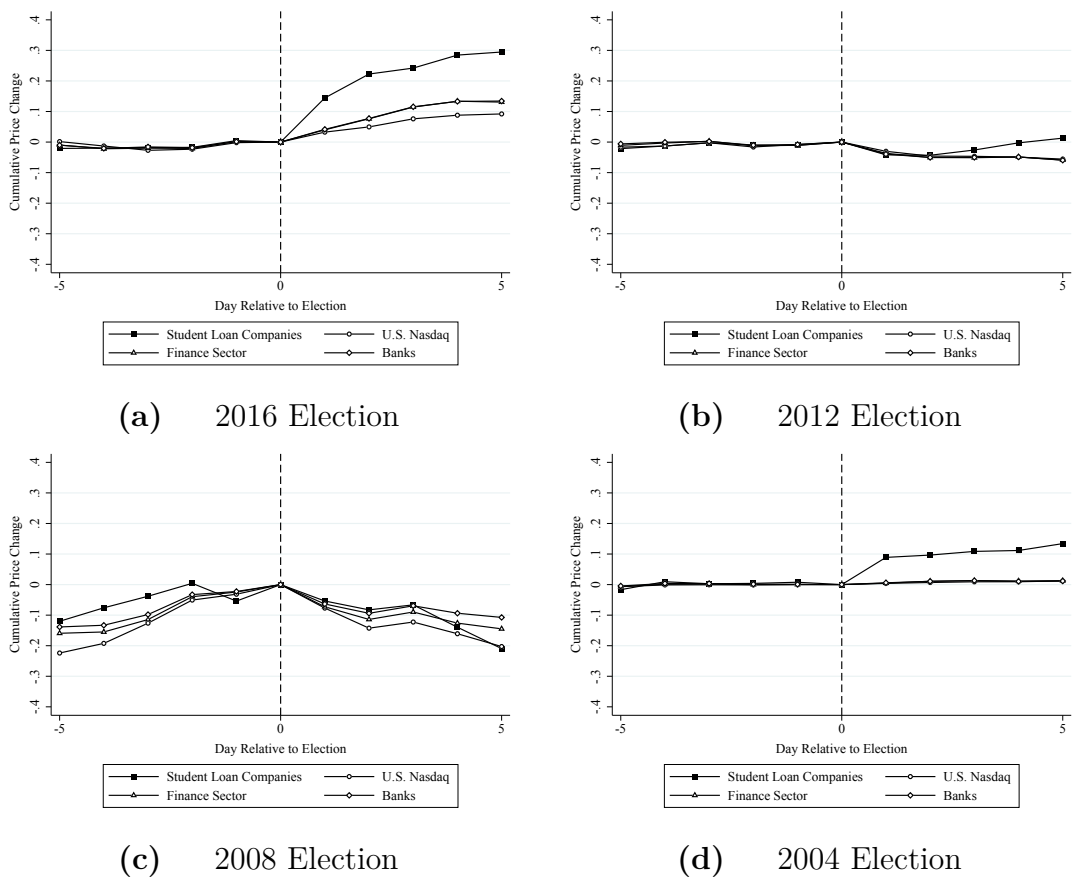 .4
.3
.2
.1
0
-.1
-.2
-.3
-.4
Cumulative Price Change
-5
0
5
Day Relative to Election
Student Loan Companies
U.S. Nasdaq
Finance Sector
Banks
(a) 2016 Election
.4
.3
.2
.1
0
-.1
-.2
-.3
-.4
Cumulative Price Change
-5
0
5
Day Relative to Election
Student Loan Companies
U.S. Nasdaq
Finance Sector
Banks
(b) 2012 Election
.4
.3
.2
.1
0
-.1
-.2
-.3
-.4
Cumulative Price Change
-5
0
5
Day Relative to Election
Student Loan Companies
U.S. Nasdaq
Finance Sector
Banks
(c) 2008 Election
.4
.3
.2
.1
0
-.1
-.2
-.3
-.4
Cumulative Price Change
-5
0
5
Day Relative to Election
Student Loan Companies
U.S. Nasdaq
Finance Sector
Banks
(d) 2004 Election